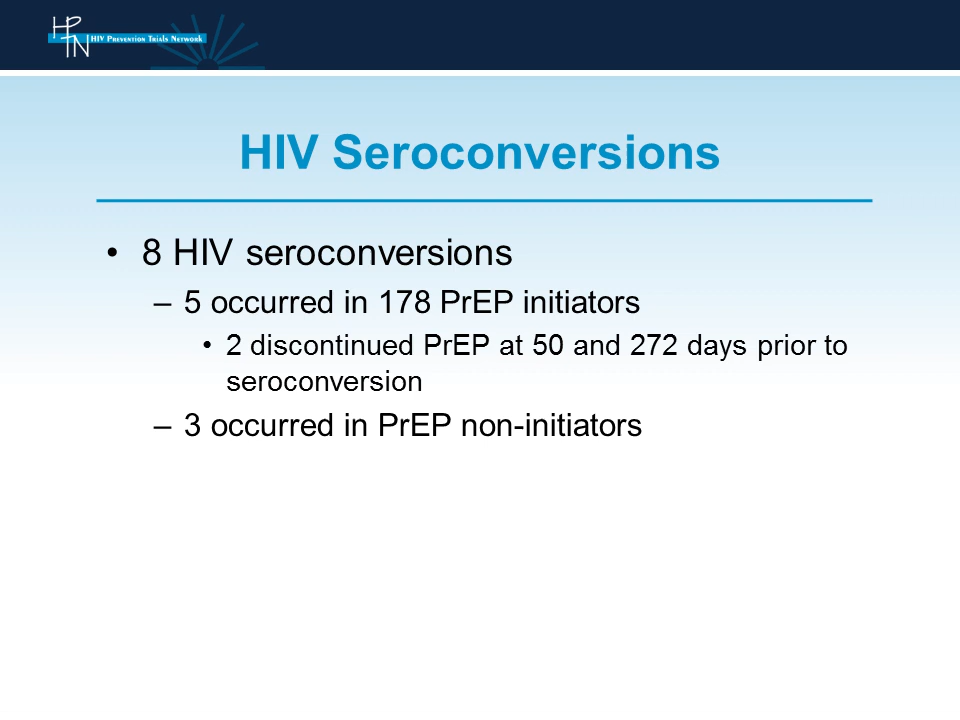 HPTN HIV Prevention Trials Network
HIV Seroconversions
• 8 HIV seroconversions
– 5 occurred in 178 PrEP initiators
• 2 discontinued PrEP at 50 and 272 days prior to
seroconversion
– 3 occurred in PrEP non-initiators